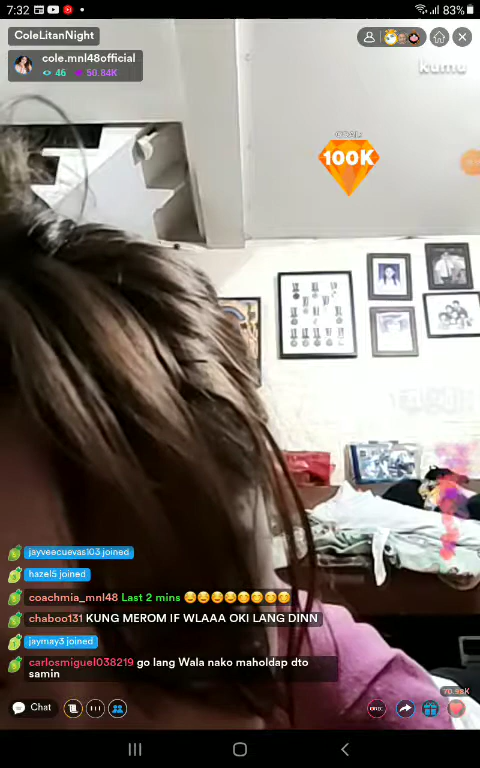 7:32
83%
ColeLitanNight
cole.mnl48official
46 50.84K
kumu
GOAL:
100K
jayveecuevas103 joined
hazel5 joined
coachmia_mnl48 Last 2 mins 😂😂😂😂😂😂😂😂
chaboo131 KUNG MEROM IF WLAAA OKI LANG DINN
jaymay3 joined
carlosmiguel038219 go lang Wala nako maholdap dto
samin
70.98K
Chat